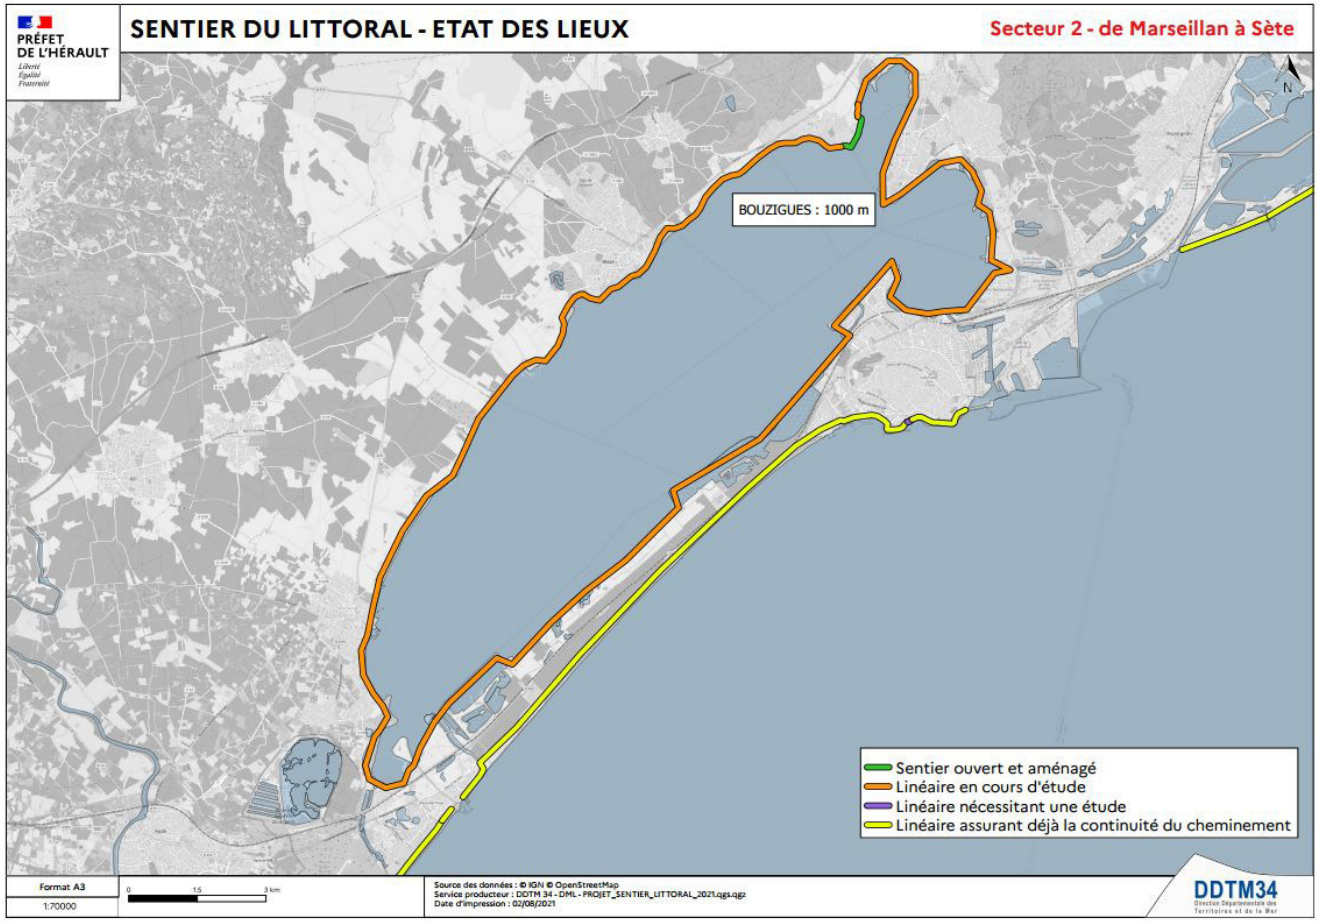 PRÉFET
DE L'HÉRAULT
Liberté
Égalité
Fraternité
SENTIER DU LITTORAL - ETAT DES LIEUX
Secteur 2 - de Marseillan à Sète
N
BOUZIGUES : 1000 m
Sentier ouvert et aménagé
Linéaire en cours d'étude
Linéaire nécessitant une étude
Linéaire assurant déjà la continuité du cheminement
Format A3
1:70000
0 1.5 3 km
Source des données : © IGN © OpenStreetMap
Service producteur : DDTM 34 - DML - PROJET_SENTIER_LITTORAL_2021.qgs.qgz
Date d'impression : 02/08/2021
DDTM34
Direction Départementale des
Territoires et de la Mer